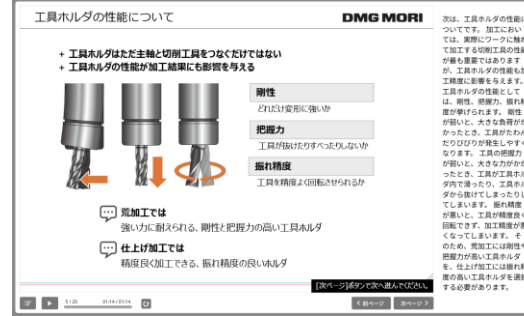 工具ホルダの性能について
DMG MORI
+ 工具ホルダはただ主軸と切削工具をつなぐだけではない
+ 工具ホルダの性能が加工結果にも影響を与える
剛性
どれだけ変形に強いか
把握力
工具が抜けたりすべったりしないか
振れ精度
工具を精度よく回転させられるか
荒加工では
強い力に耐えられる、剛性と把握力の高い工具ホルダ
仕上げ加工では
精度良く加工できる、振れ精度の良いホルダ
[次ページ]ボタンで次へ進んでください。
5 / 26
01:14 / 01:14
< 前ページ
次ページ >
次は、工具ホルダの性能に
ついてです。 加工におい
ては、実際にワークに触れ
て加工する切削工具の性能
が最も重要ではあります
が、工具ホルダの性能も加
工精度に影響を与えます。
工具ホルダの性能として
は、剛性、把握力、振れ精
度が挙げられます。 剛性
が弱いと、大きな負荷がか
かったとき、工具がたわん
だりびびりが発生しやすく
なります。 工具の把握力
が弱いと、大きな力がかか
ったとき、工具が工具ホル
ダ内で滑ったり、工具ホル
ダから抜けてしまったりし
てしまいます。 振れ精度
が悪いと、工具が精度良く
回転できず、加工精度が悪
くなってしまいます。 そ
のため、荒加工には剛性や
把握力が高い工具ホルダ
を、仕上げ加工には振れ精
度の高い工具ホルダを選択
する必要があります。